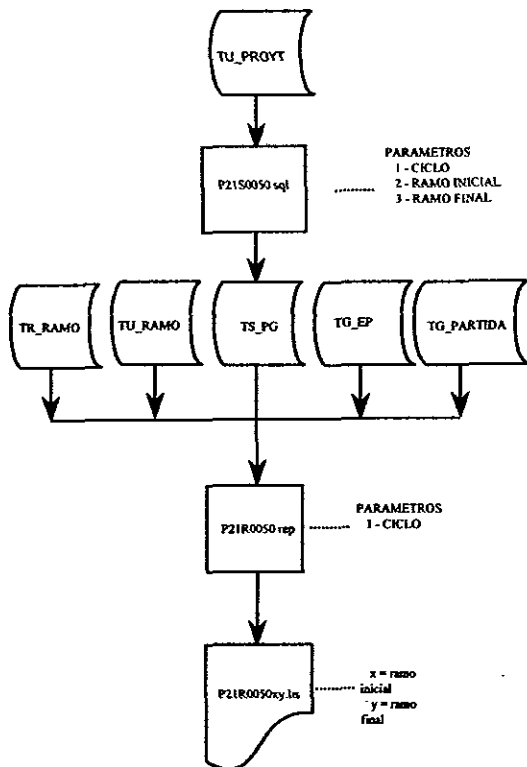 TU_PROYT
P21S0050 sql
PARAMETROS
1 - CICLO
2 - RAMO INICIAL
3 - RAMO FINAL
TR_RAMO
TU_RAMO
TS_PG
TG_EP
TG_PARTIDA
P21R0050 rep
PARAMETROS
1 - CICLO
P21R0050xy.lis
x = ramo
inicial
y = ramo
final